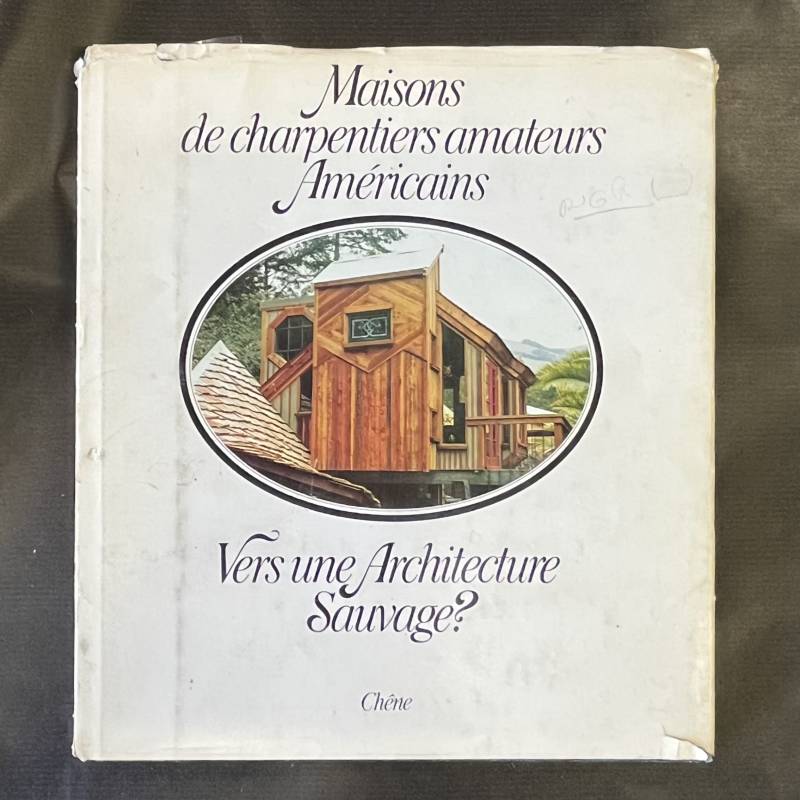 Maisons
de charpentiers amateurs
Américains
Vers une Architecture
Sauvage?
Chêne